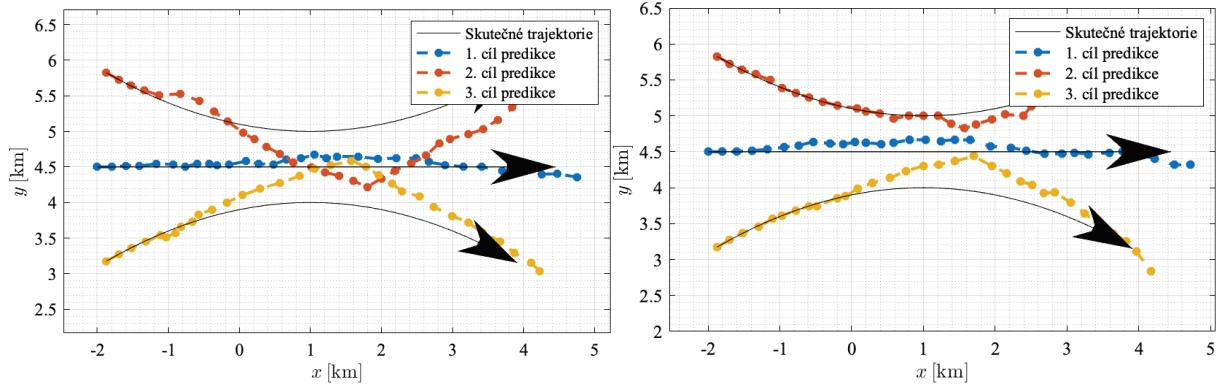 6.5
6
5.5
5
4.5
4
3.5
3
2.5
y [km]
-2 -1 0 1 2 3 4 5
x [km]
Skutečné trajektorie
1. cíl predikce
2. cíl predikce
3. cíl predikce
6.5
6
5.5
5
4.5
4
3.5
3
2.5
2
y [km]
-2 -1 0 1 2 3 4 5
x [km]
Skutečné trajektorie
1. cíl predikce
2. cíl predikce
3. cíl predikce